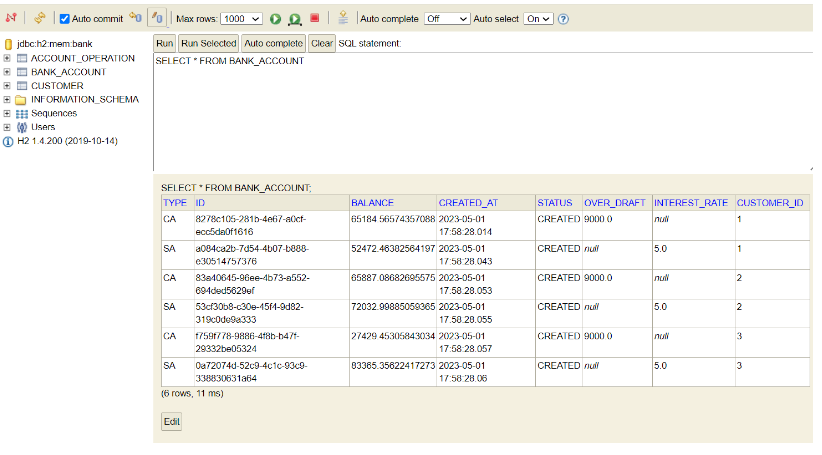 Auto commit Max rows: 1000 Auto complete Off Auto select On
jdbc:h2:mem:bank
ACCOUNT_OPERATION
BANK_ACCOUNT
CUSTOMER
INFORMATION_SCHEMA
Sequences
Users
H2 1.4.200 (2019-10-14)
Run Run Selected Auto complete Clear SQL statement:
SELECT * FROM BANK_ACCOUNT
SELECT * FROM BANK_ACCOUNT;
TYPE ID BALANCE CREATED_AT STATUS OVER_DRAFT INTEREST_RATE CUSTOMER_ID
CA 8278c105-281b-4e67-a0cf- 65184.56574357088 2023-05-01 CREATED 9000.0 null 1
ecc5da0f1616 17:58:28.014
SA a084ca2b-7d54-4b07-b888- 52472.46382564197 2023-05-01 CREATED null 5.0 1
e30514757376 17:58:28.043
CA 83a40645-96ee-4b73-a552- 65887.08682695575 2023-05-01 CREATED 9000.0 null 2
694ded5629ef 17:58:28.053
SA 53cf30b8-c30e-45f4-9d82- 72032.99885059365 2023-05-01 CREATED null 5.0 2
319c0de9a333 17:58:28.055
CA f759f778-9886-4f8b-b47f- 27429.45305843034 2023-05-01 CREATED 9000.0 null 3
29332be05324 17:58:28.057
SA 0a72074d-52c9-4c1c-93c9- 83365.35622417273 2023-05-01 CREATED null 5.0 3
338830631a64 17:58:28.06
(6 rows, 11 ms)
Edit